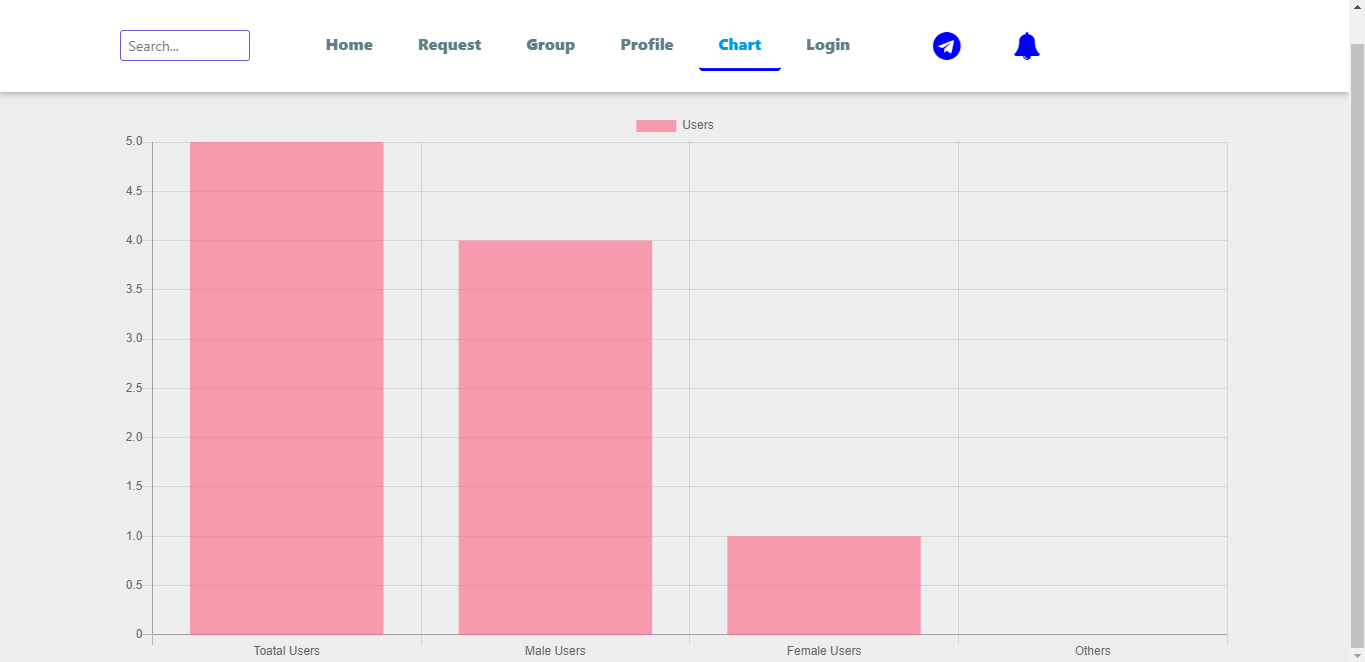 Search...
Home Request Group Profile Chart Login
Users
5.0
4.5
4.0
3.5
3.0
2.5
2.0
1.5
1.0
0.5
0
Toatal Users Male Users Female Users Others